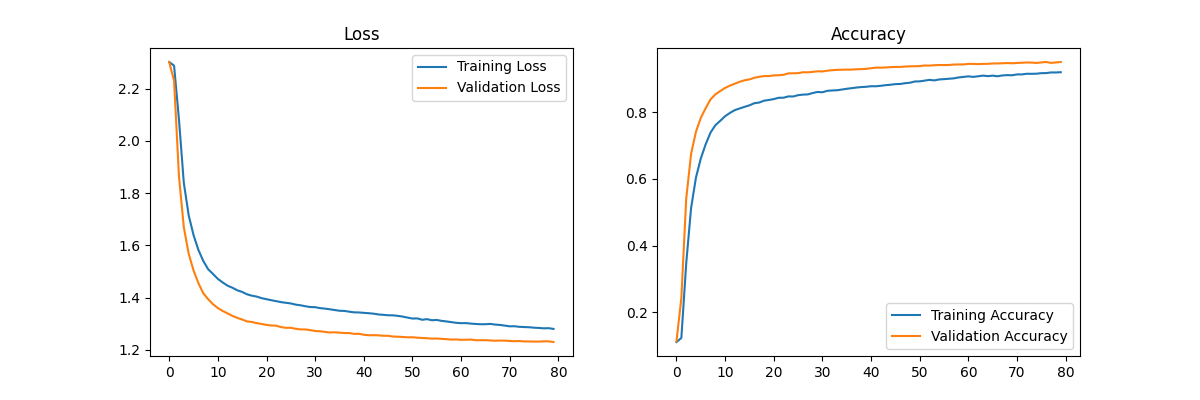 Loss
Training Loss
Validation Loss
2.2
2.0
1.8
1.6
1.4
1.2
0 10 20 30 40 50 60 70 80
Accuracy
0.8
0.6
0.4
0.2
Training Accuracy
Validation Accuracy
0 10 20 30 40 50 60 70 80